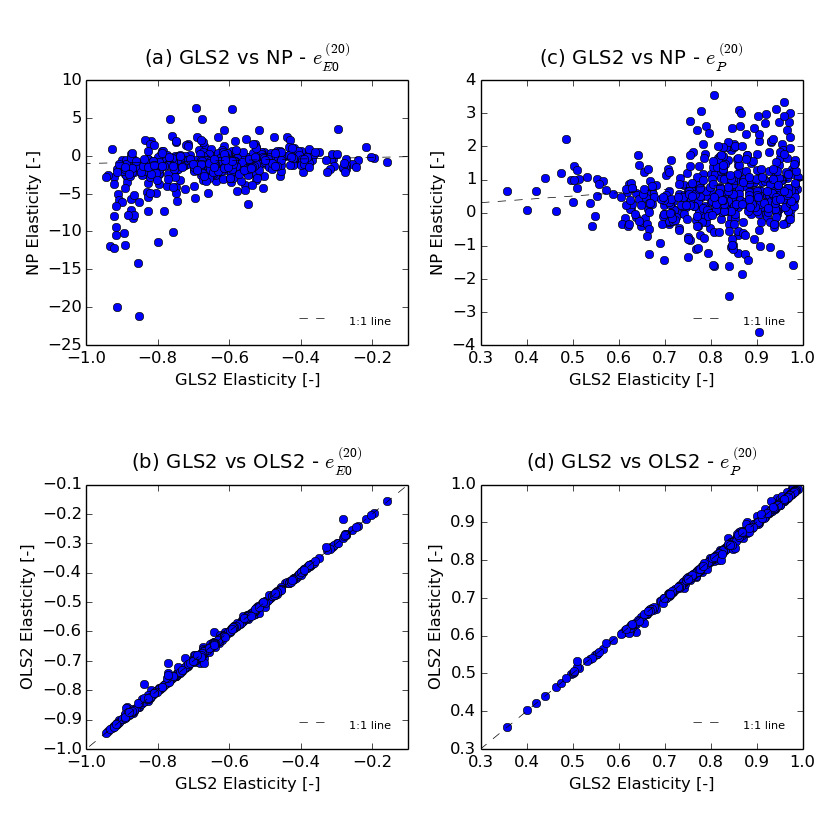 (a) GLS2 vs NP - e_{E0}^{(20)}
10
5
0
−5
−10
−15
−20
−25
NP Elasticity [-]
1:1 line
−1.0 −0.8 −0.6 −0.4 −0.2
GLS2 Elasticity [-]
(c) GLS2 vs NP - e_P^{(20)}
4
3
2
1
0
−1
−2
−3
−4
NP Elasticity [-]
1:1 line
0.3 0.4 0.5 0.6 0.7 0.8 0.9 1.0
GLS2 Elasticity [-]
(b) GLS2 vs OLS2 - e_{E0}^{(20)}
−0.1
−0.2
−0.3
−0.4
−0.5
−0.6
−0.7
−0.8
−0.9
−1.0
OLS2 Elasticity [-]
1:1 line
−1.0 −0.8 −0.6 −0.4 −0.2
GLS2 Elasticity [-]
(d) GLS2 vs OLS2 - e_P^{(20)}
1.0
0.9
0.8
0.7
0.6
0.5
0.4
0.3
OLS2 Elasticity [-]
1:1 line
0.3 0.4 0.5 0.6 0.7 0.8 0.9 1.0
GLS2 Elasticity [-]